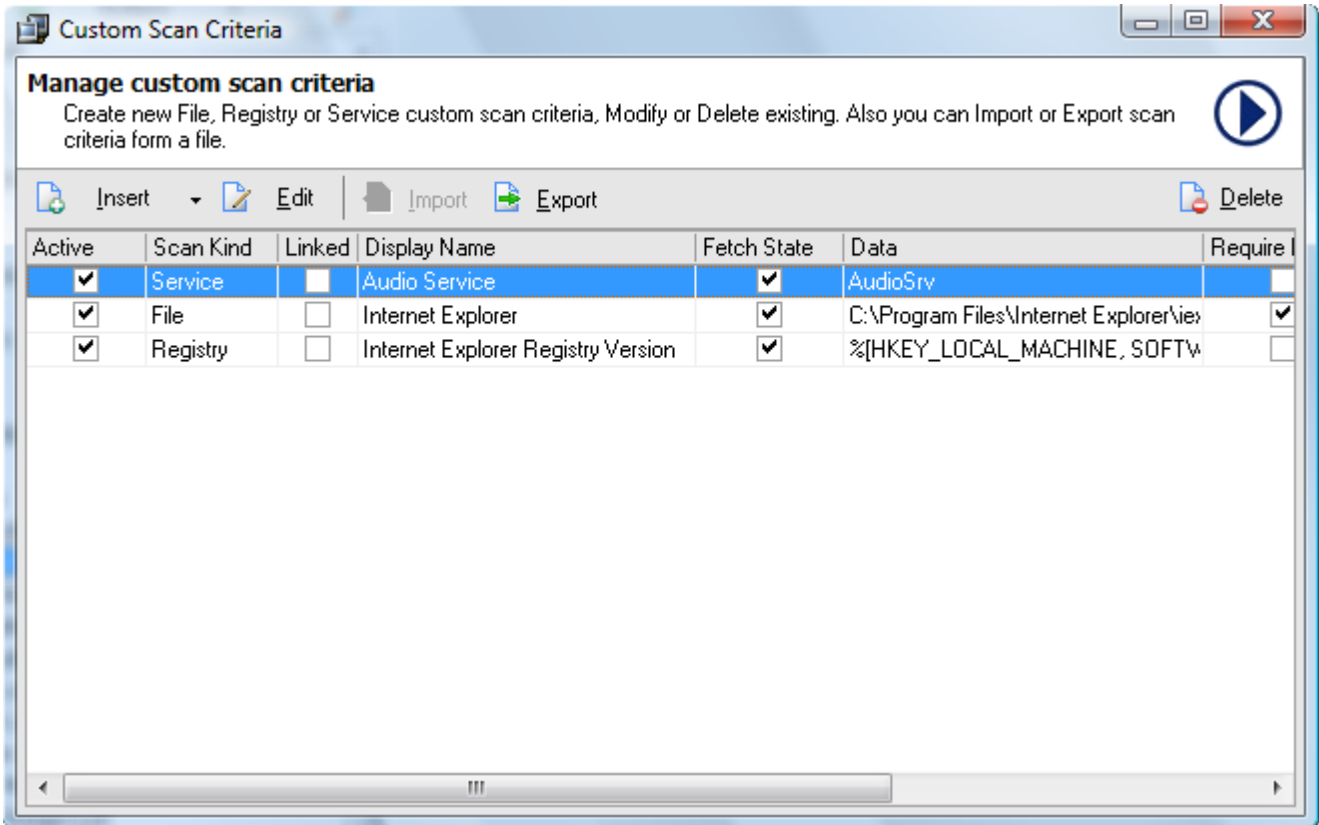 Custom Scan Criteria
Manage custom scan criteria
Create new File, Registry or Service custom scan criteria, Modify or Delete existing. Also you can Import or Export scan
criteria form a file.
Insert Edit Import Export Delete
Active Scan Kind Linked Display Name Fetch State Data Require
Service Audio Service AudioSrv
File Internet Explorer C:\Program Files\Internet Explorer\iex
Registry Internet Explorer Registry Version %[HKEY_LOCAL_MACHINE, SOFTW